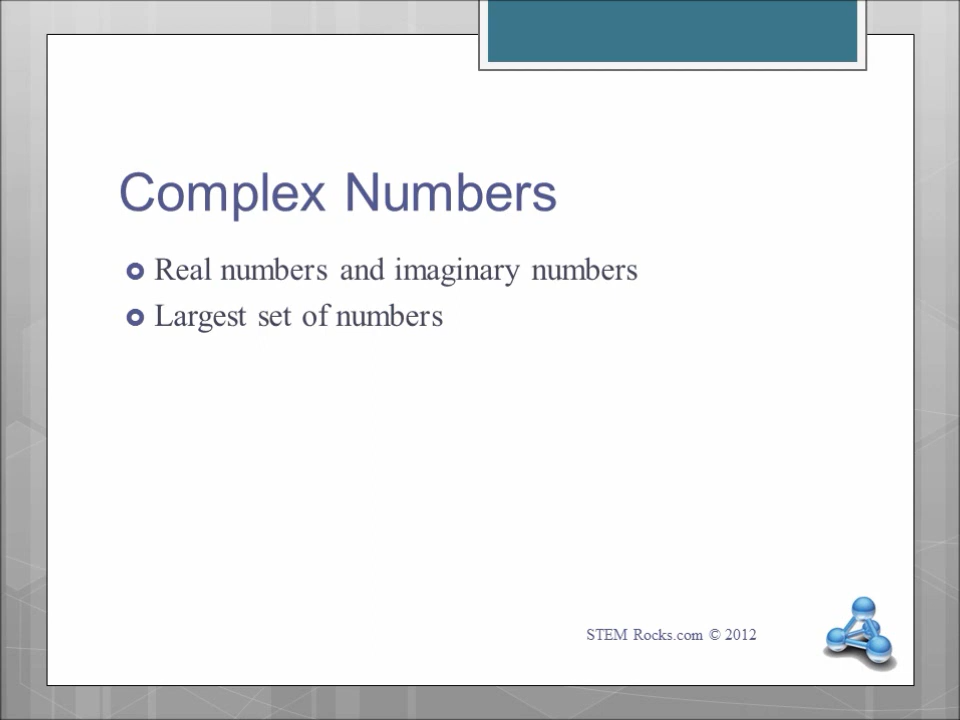 Complex Numbers
Real numbers and imaginary numbers
Largest set of numbers
STEM Rocks.com © 2012